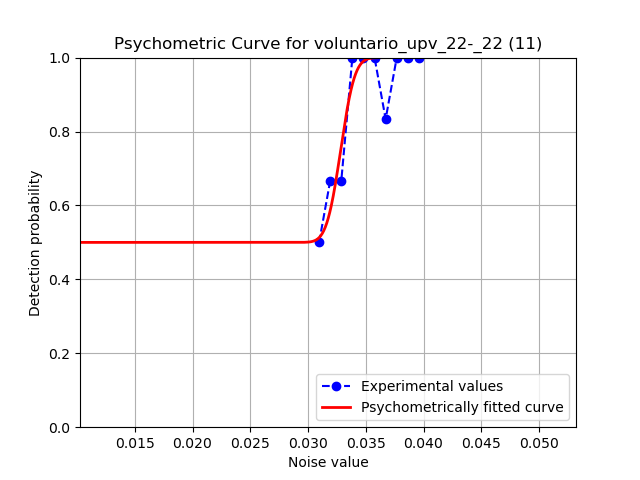 Psychometric Curve for voluntario_upv_22-_22 (11)
Detection probability
1.0
0.8
0.6
0.4
0.2
0.0
Experimental values
Psychometrically fitted curve
0.015 0.020 0.025 0.030 0.035 0.040 0.045 0.050
Noise value